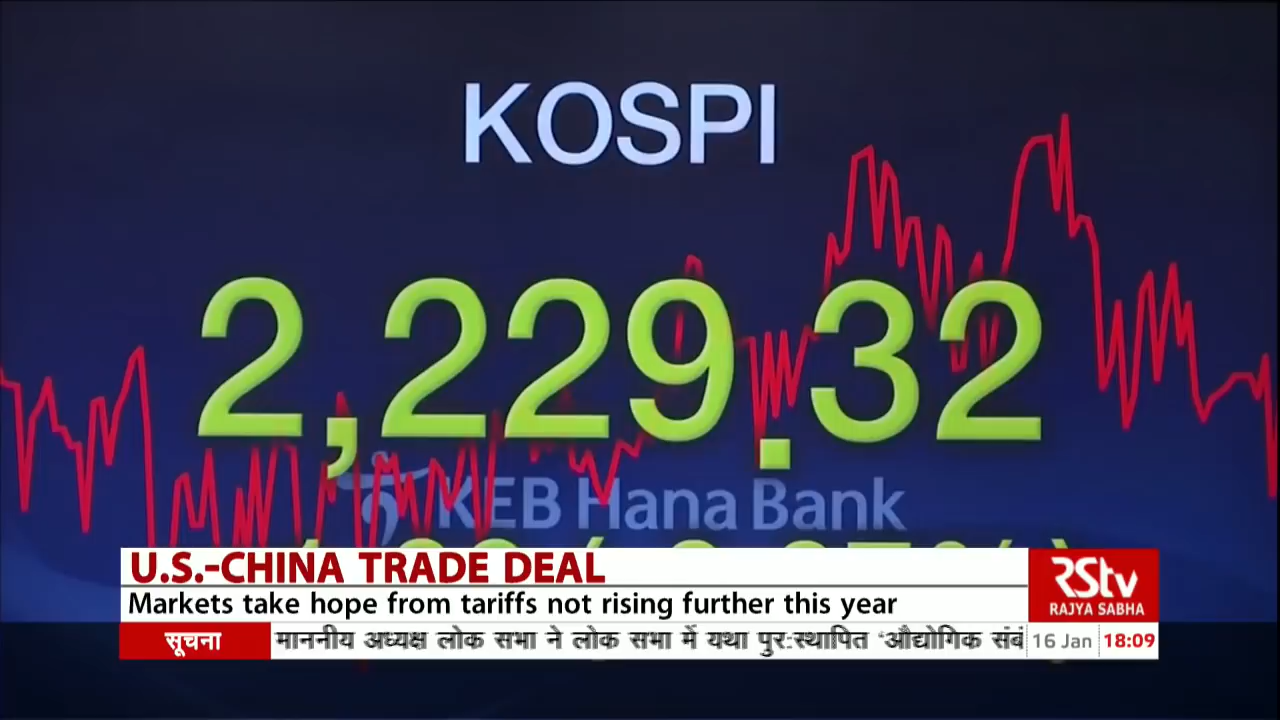 KOSPI
2,229.32
KEB Hana Bank
U.S.-CHINA TRADE DEAL
Markets take hope from tariffs not rising further this year
RStv
RAJYA SABHA
सूचना
माननीय अध्यक्ष लोक सभा ने लोक सभा में यथा पुर:स्थापित ‘औद्योगिक संबं
16 Jan
18:09